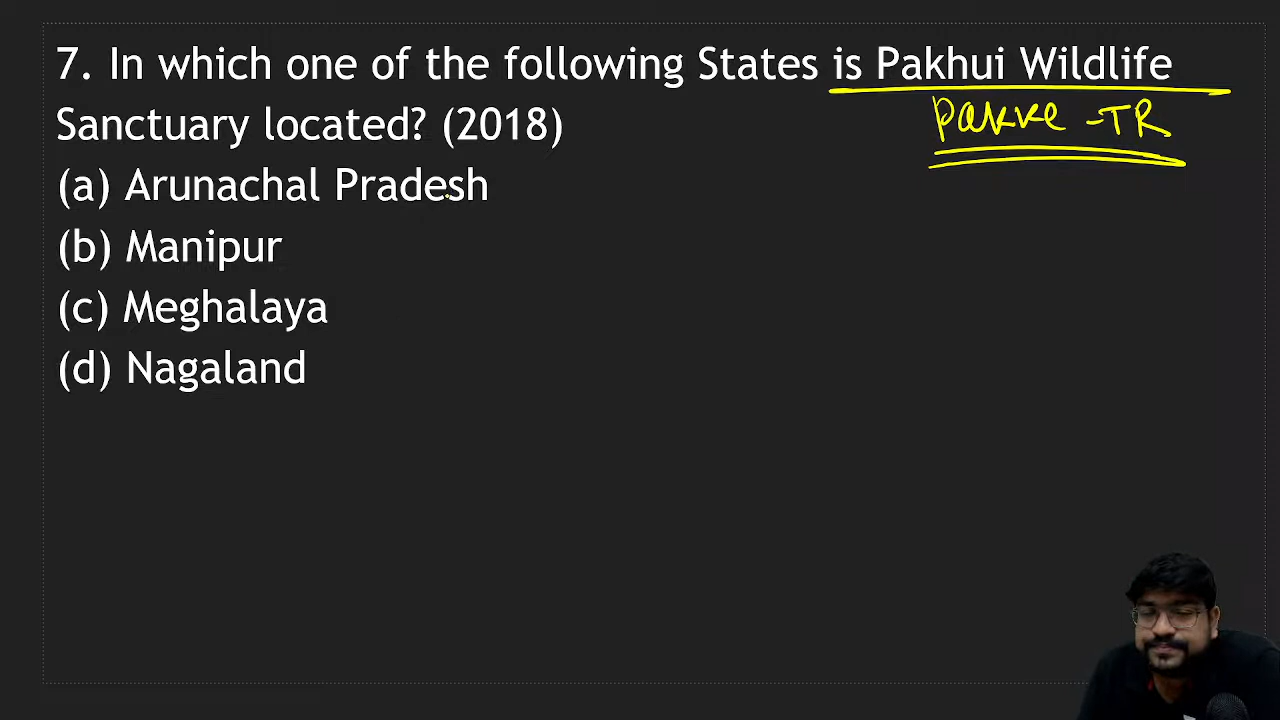 7. In which one of the following States is Pakhui Wildlife
Sanctuary located? (2018)
Pakke -TR
(a) Arunachal Pradesh
(b) Manipur
(c) Meghalaya
(d) Nagaland